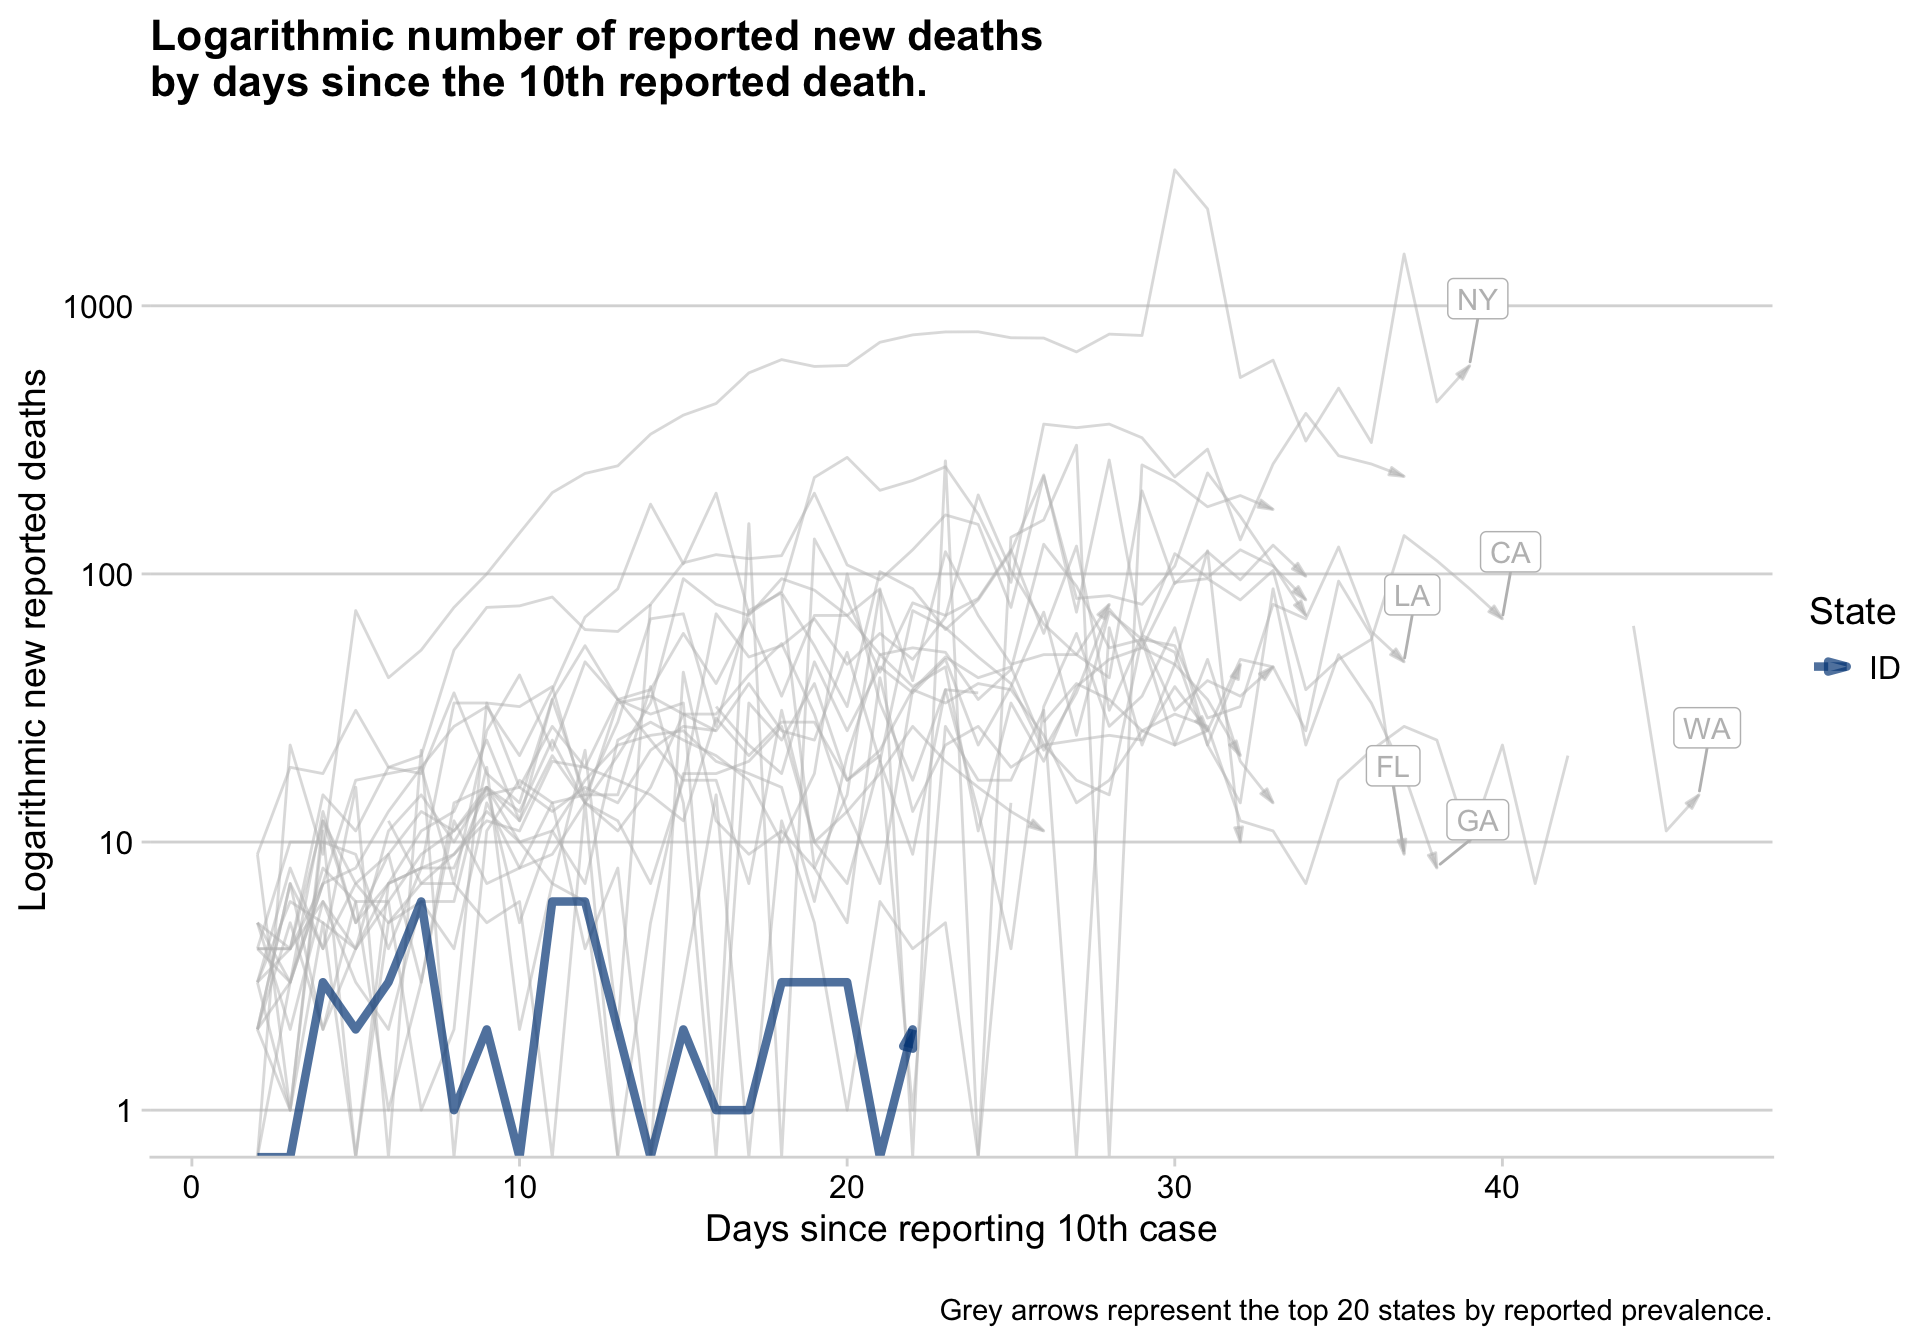 Logarithmic number of reported new deaths
by days since the 10th reported death.
Logarithmic new reported deaths
1000
100
10
1
NY
CA
LA
WA
FL
GA
State
ID
0
10
20
30
40
Days since reporting 10th case
Grey arrows represent the top 20 states by reported prevalence.